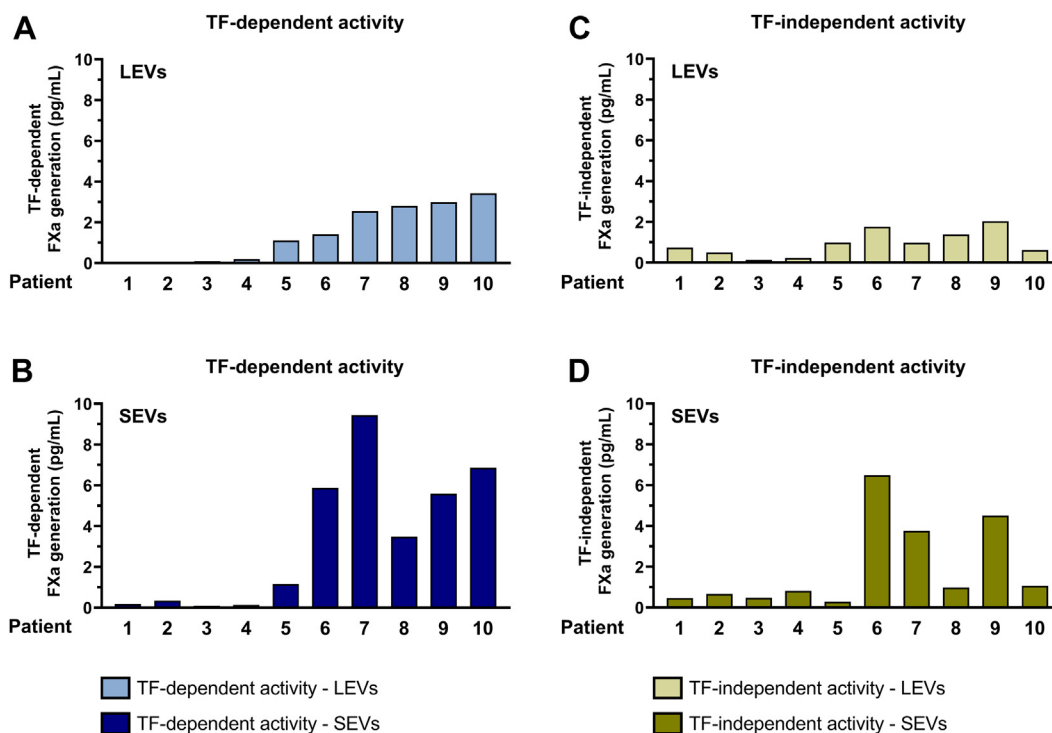 A
TF-dependent activity
LEVs
TF-dependent
FXa generation (pg/mL)
10
8
6
4
2
0
Patient 1 2 3 4 5 6 7 8 9 10
C
TF-independent activity
LEVs
TF-independent
FXa generation (pg/mL)
10
8
6
4
2
0
Patient 1 2 3 4 5 6 7 8 9 10
B
TF-dependent activity
SEVs
TF-dependent
FXa generation (pg/mL)
10
8
6
4
2
0
Patient 1 2 3 4 5 6 7 8 9 10
D
TF-independent activity
SEVs
TF-independent
FXa generation (pg/mL)
10
8
6
4
2
0
Patient 1 2 3 4 5 6 7 8 9 10
TF-dependent activity - LEVs
TF-dependent activity - SEVs
TF-independent activity - LEVs
TF-independent activity - SEVs